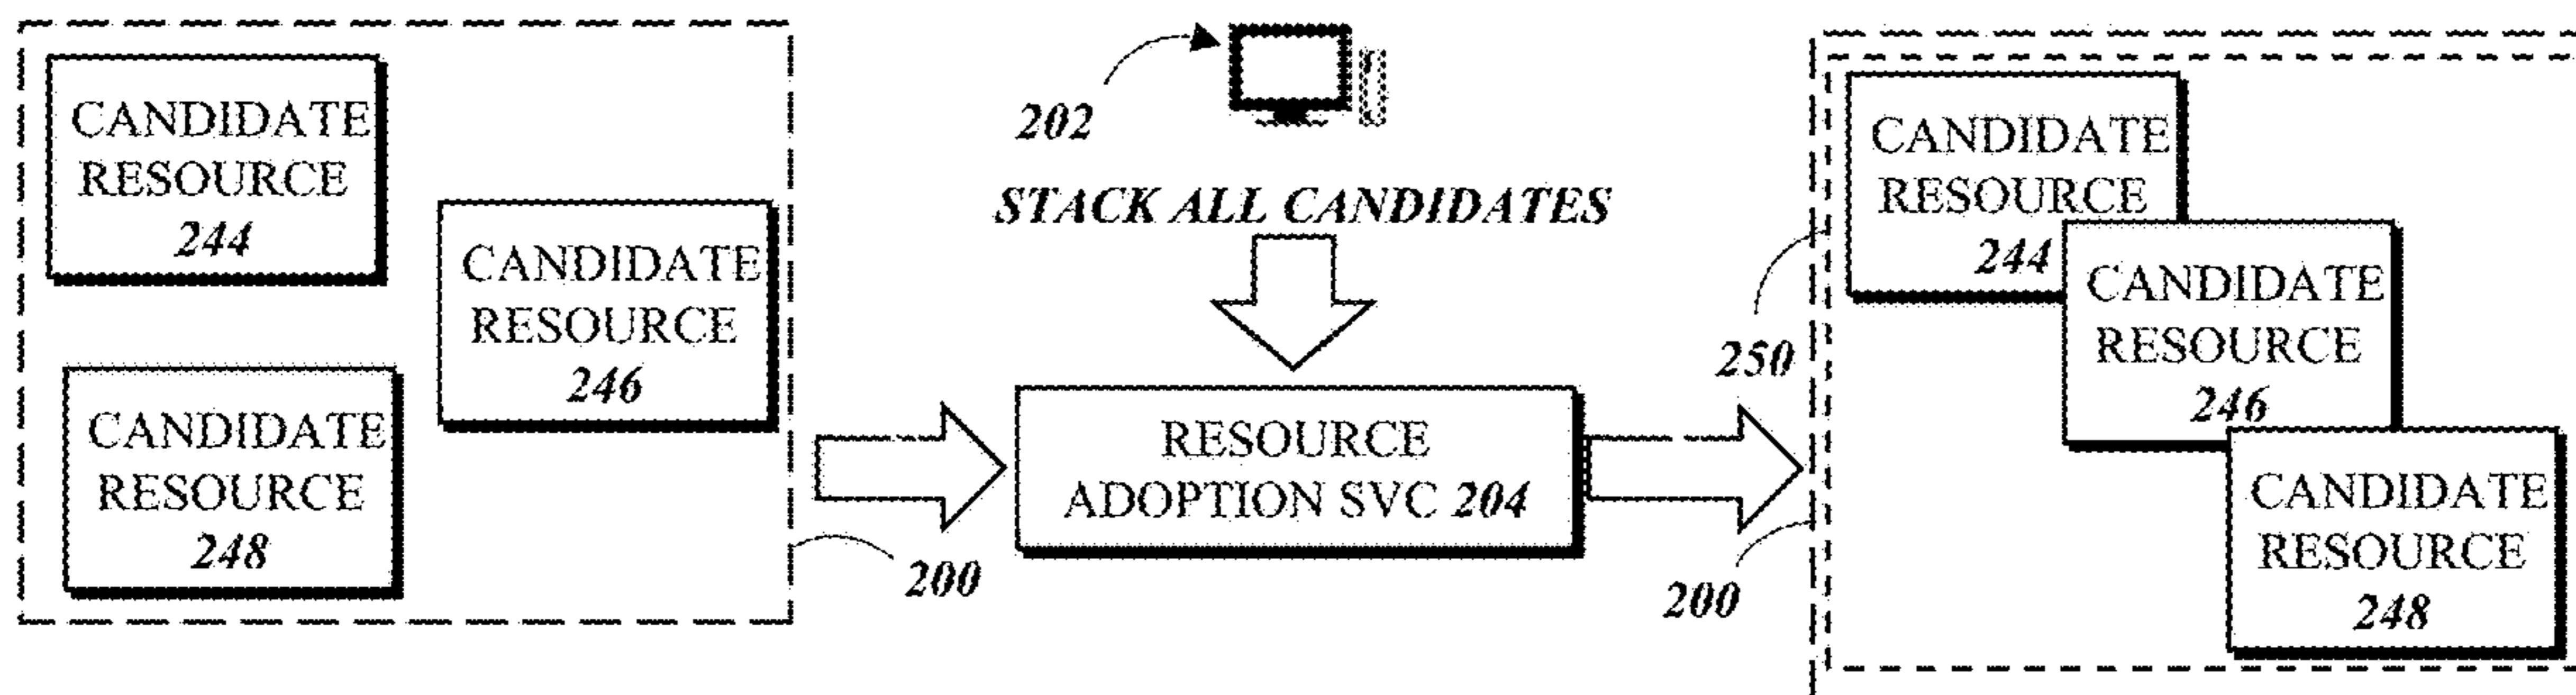 CANDIDATE
RESOURCE
244
CANDIDATE
RESOURCE
246
CANDIDATE
RESOURCE
248
200
202
STACK ALL CANDIDATES
RESOURCE
ADOPTION SVC 204
250
200
CANDIDATE
RESOURCE
244
CANDIDATE
RESOURCE
246
CANDIDATE
RESOURCE
248